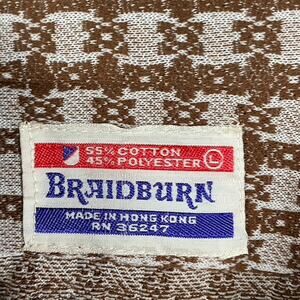 55% COTTON
45% POLYESTER L
BRAIDBURN
MADE IN HONG KONG
RN 36247